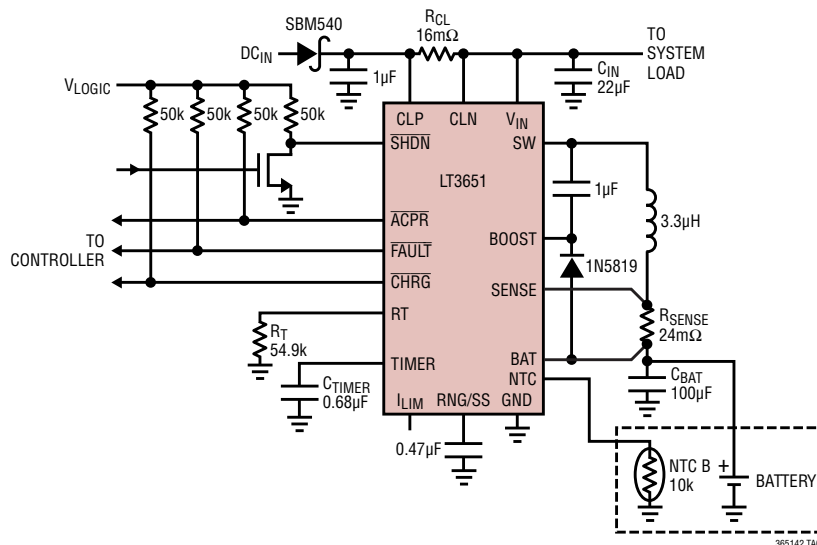 SBM540
DCIN
RCL
16mΩ
TO
SYSTEM
LOAD
1µF
CIN
22µF
VLOGIC
50k
50k
50k
50k
CLP
CLN
VIN
SHDN
SW
LT3651
1µF
3.3µH
ACPR
BOOST
TO
CONTROLLER
FAULT
1N5819
CHRG
SENSE
RSENSE
24mΩ
RT
RT
54.9k
TIMER
BAT
NTC
CTIMER
0.68µF
CBAT
100µF
ILIM
RNG/SS
GND
0.47µF
NTC B
10k
+
BATTERY